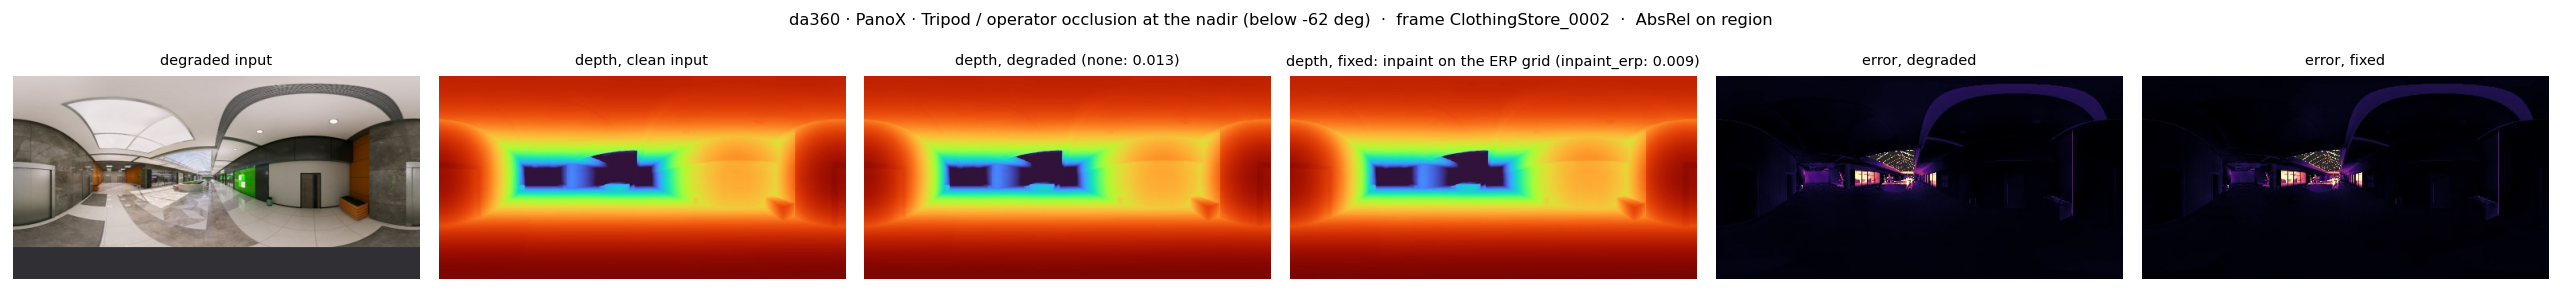 da360 · PanoX · Tripod / operator occlusion at the nadir (below -62 deg) · frame ClothingStore_0002 · AbsRel on region
degraded input
depth, clean input
depth, degraded (none: 0.013)
depth, fixed: inpaint on the ERP grid (inpaint_erp: 0.009)
error, degraded
error, fixed